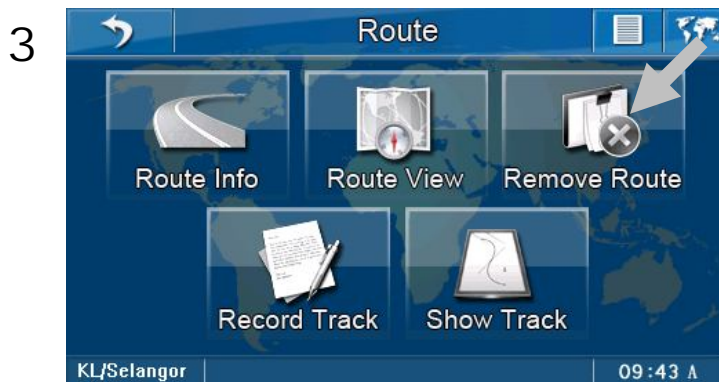 3
Route
Route Info Route View Remove Route
Record Track Show Track
KL/Selangor 09:43 A